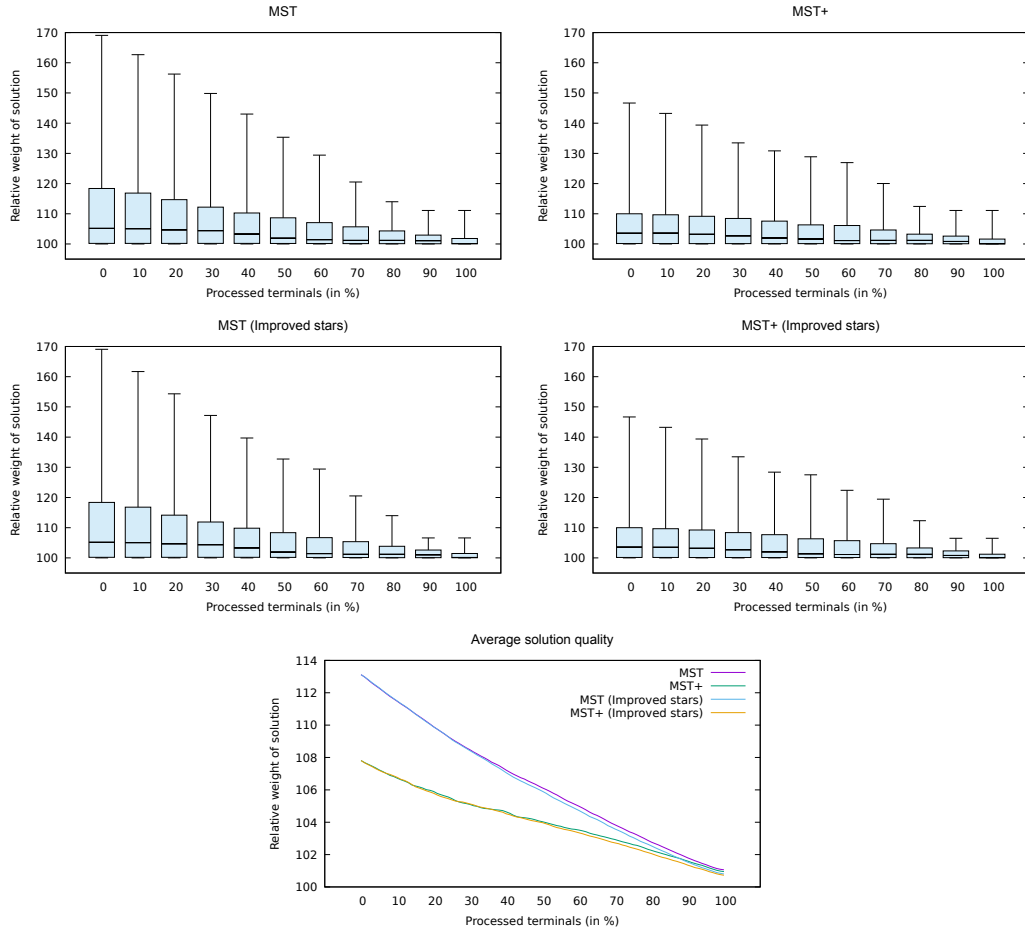 MST
Relative weight of solution
170
160
150
140
130
120
110
100
0 10 20 30 40 50 60 70 80 90 100
Processed terminals (in %)
MST+
Relative weight of solution
170
160
150
140
130
120
110
100
0 10 20 30 40 50 60 70 80 90 100
Processed terminals (in %)
MST (Improved stars)
Relative weight of solution
170
160
150
140
130
120
110
100
0 10 20 30 40 50 60 70 80 90 100
Processed terminals (in %)
MST+ (Improved stars)
Relative weight of solution
170
160
150
140
130
120
110
100
0 10 20 30 40 50 60 70 80 90 100
Processed terminals (in %)
Average solution quality
Relative weight of solution
114
112
110
108
106
104
102
100
MST
MST+
MST (Improved stars)
MST+ (Improved stars)
0 10 20 30 40 50 60 70 80 90 100
Processed terminals (in %)